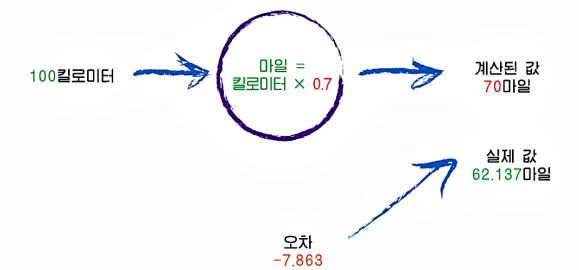 100킬로미터
마일 =
킬로미터 × 0.7
계산된 값
70마일
실제 값
62.137마일
오차
-7.863